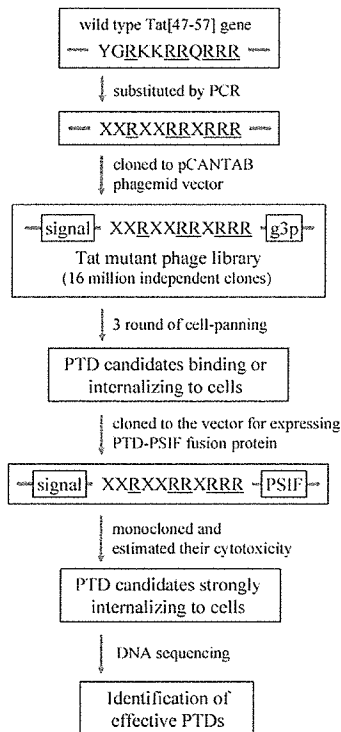 wild type Tat[47-57] gene
YGRKKRRQRRR
substituted by PCR
XXRXXRRXRRR
cloned to pCANTAB
phagemid vector
signal XXRXXRRXRRR g3p
Tat mutant phage library
(16 million independent clones)
3 round of cell-panning
PTD candidates binding or
internalizing to cells
cloned to the vector for expressing
PTD-PSIF fusion protein
signal XXRXXRRXRRR PSIF
monocloned and
estimated their cytotoxicity
PTD candidates strongly
internalizing to cells
DNA sequencing
Identification of
effective PTDs